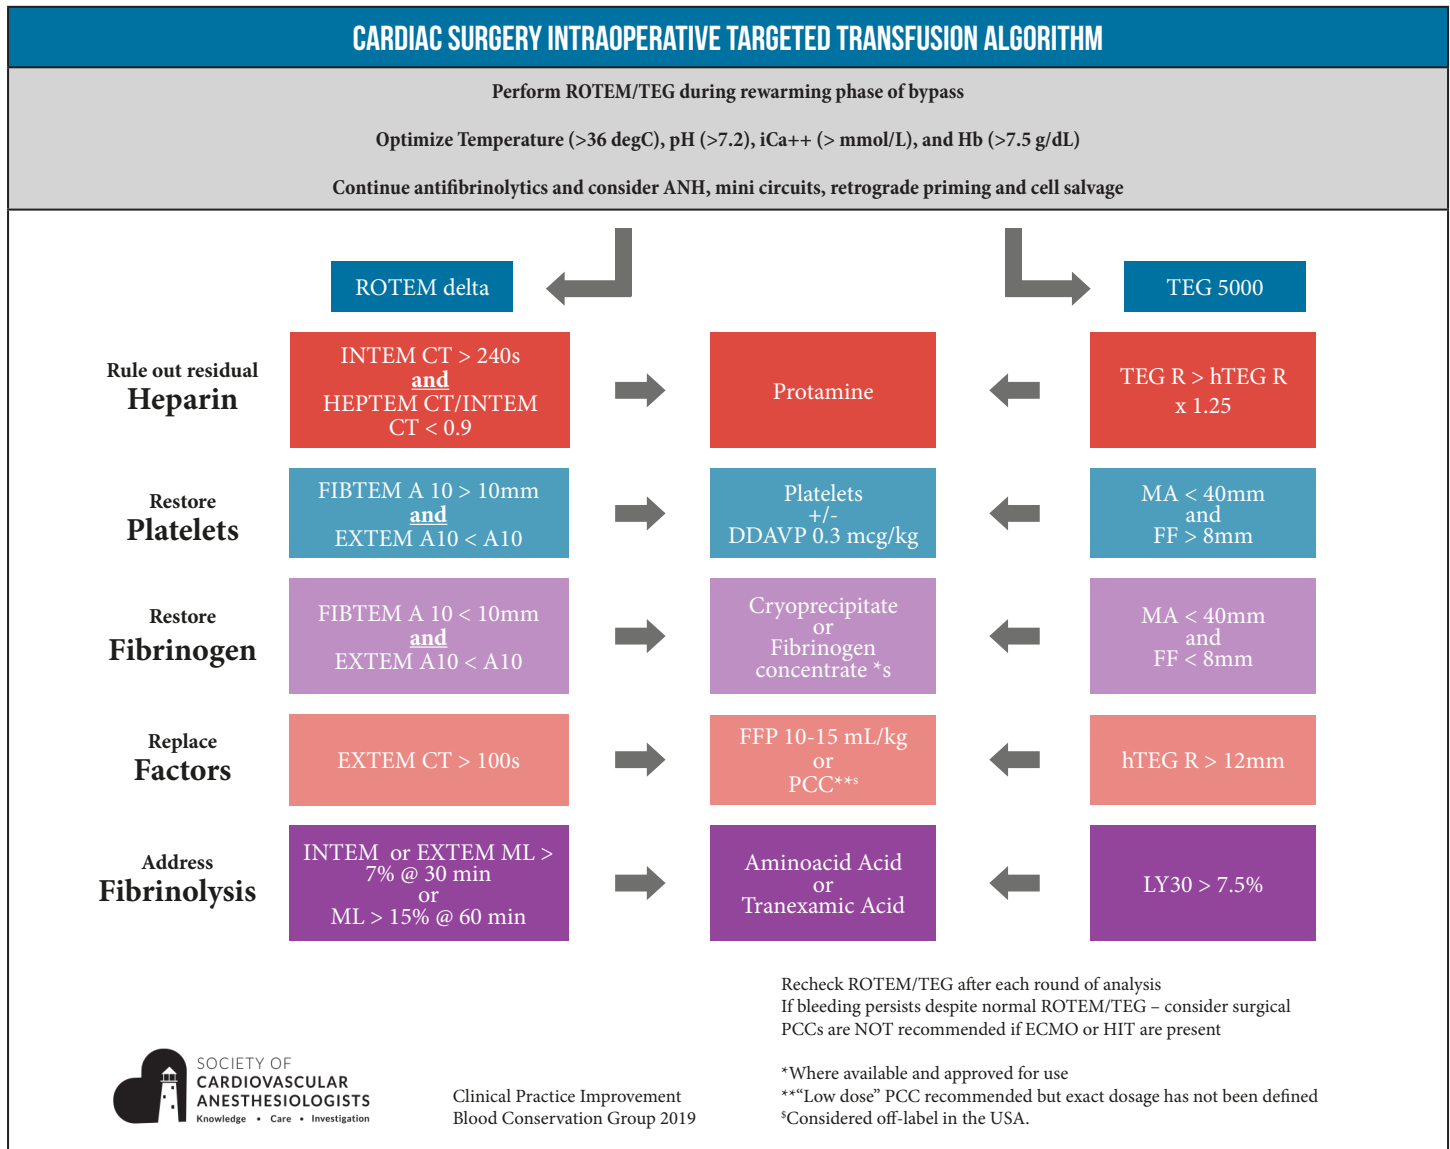 CARDIAC SURGERY INTRAOPERATIVE TARGETED TRANSFUSION ALGORITHM
Perform ROTEM/TEG during rewarming phase of bypass
Optimize Temperature (>36 degC), pH (>7.2), iCa++ (> mmol/L), and Hb (>7.5 g/dL)
Continue antifibrinolytics and consider ANH, mini circuits, retrograde priming and cell salvage
ROTEM delta
TEG 5000
Rule out residual
Heparin
INTEM CT > 240s
and
HEPTEM CT/INTEM
CT < 0.9
Protamine
TEG R > hTEG R
x 1.25
Restore
Platelets
FIBTEM A 10 > 10mm
and
EXTEM A10 < A10
Platelets
+/-
DDAVP 0.3 mcg/kg
MA < 40mm
and
FF > 8mm
Restore
Fibrinogen
FIBTEM A 10 < 10mm
and
EXTEM A10 < A10
Cryoprecipitate
or
Fibrinogen
concentrate *s
MA < 40mm
and
FF < 8mm
Replace
Factors
EXTEM CT > 100s
FFP 10-15 mL/kg
or
PCC**s
hTEG R > 12mm
Address
Fibrinolysis
INTEM or EXTEM ML >
7% @ 30 min
or
ML > 15% @ 60 min
Aminoacid Acid
or
Tranexamic Acid
LY30 > 7.5%
Recheck ROTEM/TEG after each round of analysis
If bleeding persists despite normal ROTEM/TEG – consider surgical
PCCs are NOT recommended if ECMO or HIT are present
SOCIETY OF
CARDIOVASCULAR
ANESTHESIOLOGISTS
Knowledge • Care • Investigation
Clinical Practice Improvement
Blood Conservation Group 2019
*Where available and approved for use
**“Low dose” PCC recommended but exact dosage has not been defined
$Considered off-label in the USA.